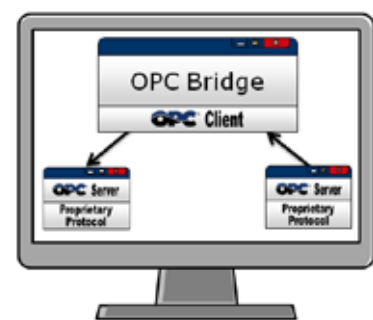 OPC Bridge
OPC Client
OPC Server
Proprietary
Protocol
OPC Server
Proprietary
Protocol